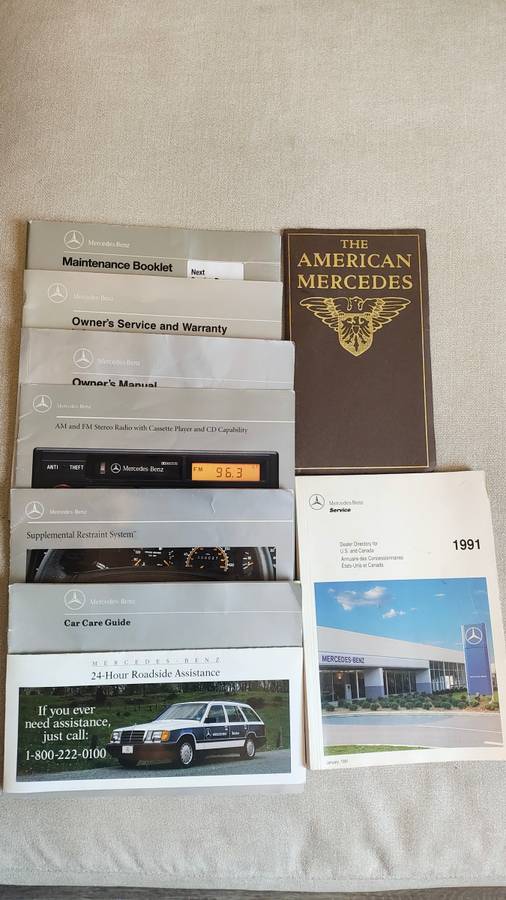 Mercedes-Benz
Maintenance Booklet
Next
Mercedes-Benz
Owner's Service and Warranty
Mercedes-Benz
Owner's Manual
Mercedes-Benz
AM and FM Stereo Radio with Cassette Player and CD Capability
ANTI THEFT
Mercedes-Benz
FM 96.3
Mercedes-Benz
Supplemental Restraint System
Mercedes-Benz
Car Care Guide
MERCEDES-BENZ
24-Hour Roadside Assistance
If you ever
need assistance,
just call:
1-800-222-0100
THE
AMERICAN
MERCEDES
Mercedes-Benz
Service
Dealer Directory for
U.S. and Canada
Annuaire des Concessionnaires
États-Unis et Canada
1991
MERCEDES-BENZ
January, 1991